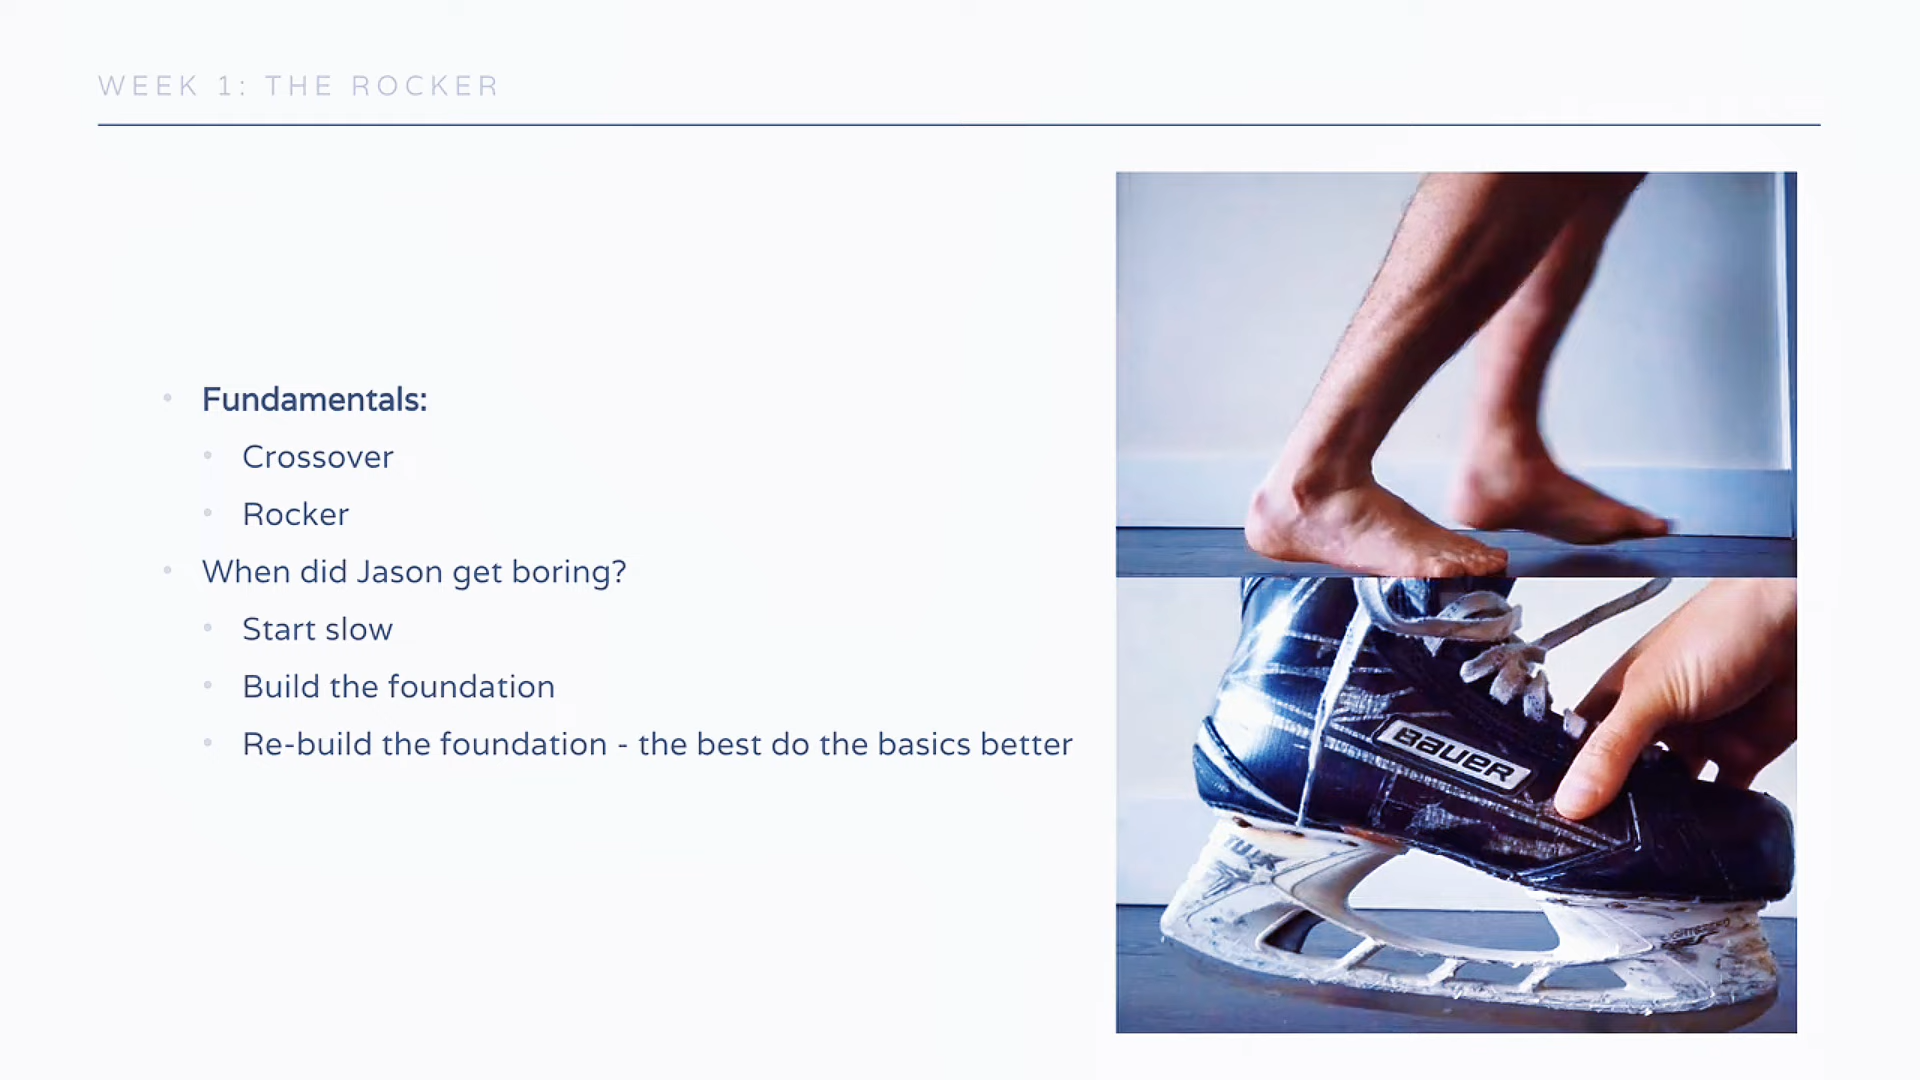 WEEK 1: THE ROCKER
Fundamentals:
Crossover
Rocker
When did Jason get boring?
Start slow
Build the foundation
Re-build the foundation - the best do the basics better
BAUER